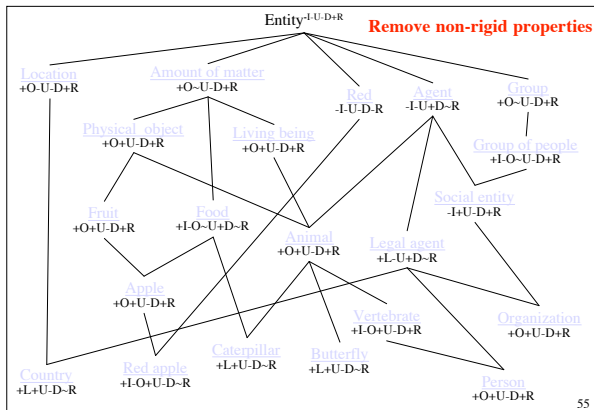 Entity-I-U-D+R
Remove non-rigid properties
Location
+O-U-D+R
Amount of matter
+O~U-D+R
Red
-I-U-D-R
Agent
-I-U+D~R
Group
+O~U-D+R
Physical object
+O+U-D+R
Living being
+O+U-D+R
Group of people
+I-O~U-D+R
Fruit
+O+U-D+R
Food
+I-O~U+D~R
Animal
+O+U-D+R
Legal agent
+L-U+D~R
Social entity
-I+U-D+R
Apple
+O+U-D+R
Vertebrate
+I-O+U-D+R
Organization
+O+U-D+R
Country
+L+U-D~R
Red apple
+I-O+U-D~R
Caterpillar
+L+U-D~R
Butterfly
+L+U-D~R
Person
+O+U-D+R
55